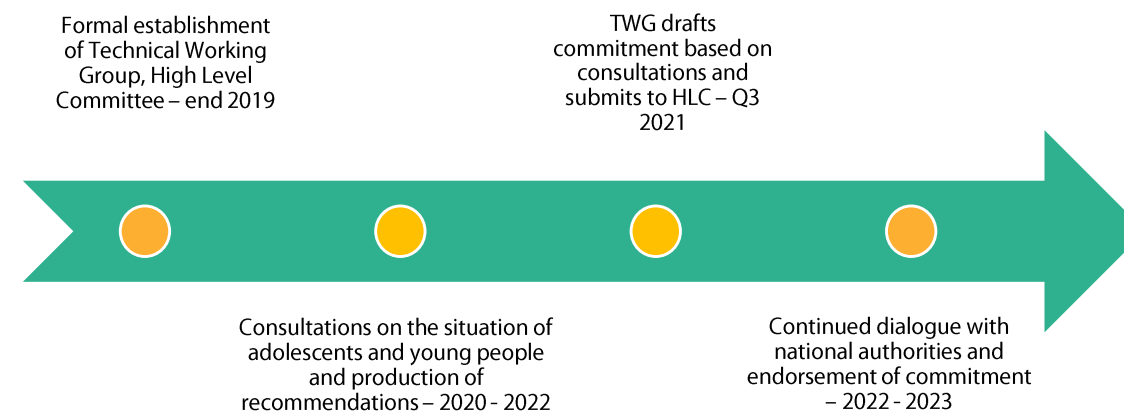 Formal establishment
of Technical Working
Group, High Level
Committee – end 2019
TWG drafts
commitment based on
consultations and
submits to HLC – Q3
2021
Consultations on the situation of
adolescents and young people
and production of
recommendations – 2020 - 2022
Continued dialogue with
national authorities and
endorsement of commitment
– 2022 - 2023